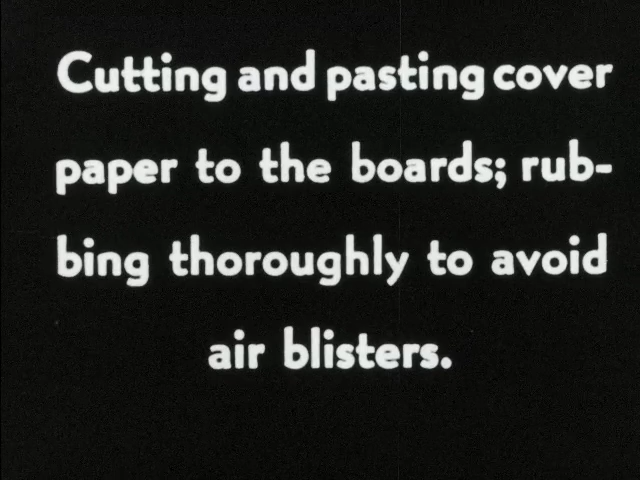 Cutting and pasting cover
paper to the boards; rub-
bing thoroughly to avoid
air blisters.